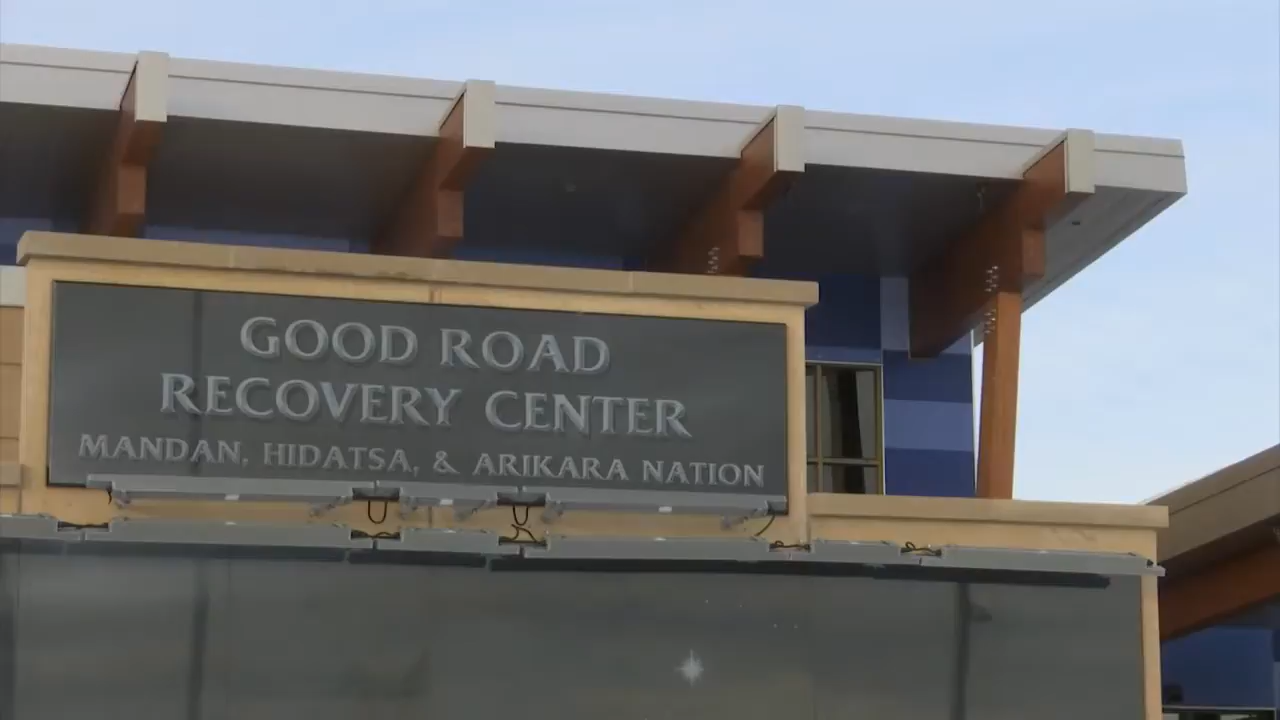 GOOD ROAD
RECOVERY CENTER
MANDAN, HIDATSA, & ARIKARA NATION